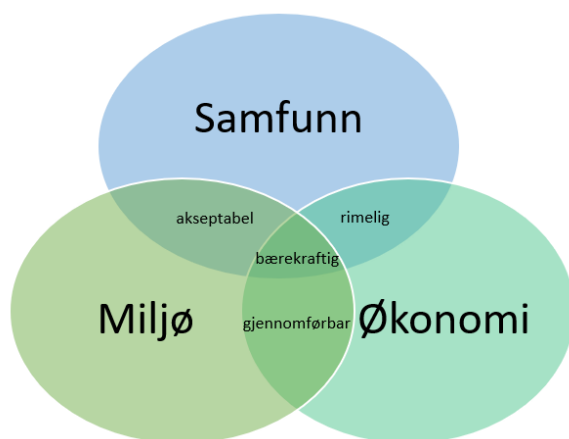 Samfunn
akseptabel
rimelig
bærekraftig
Miljø
gjennomførbar
Økonomi